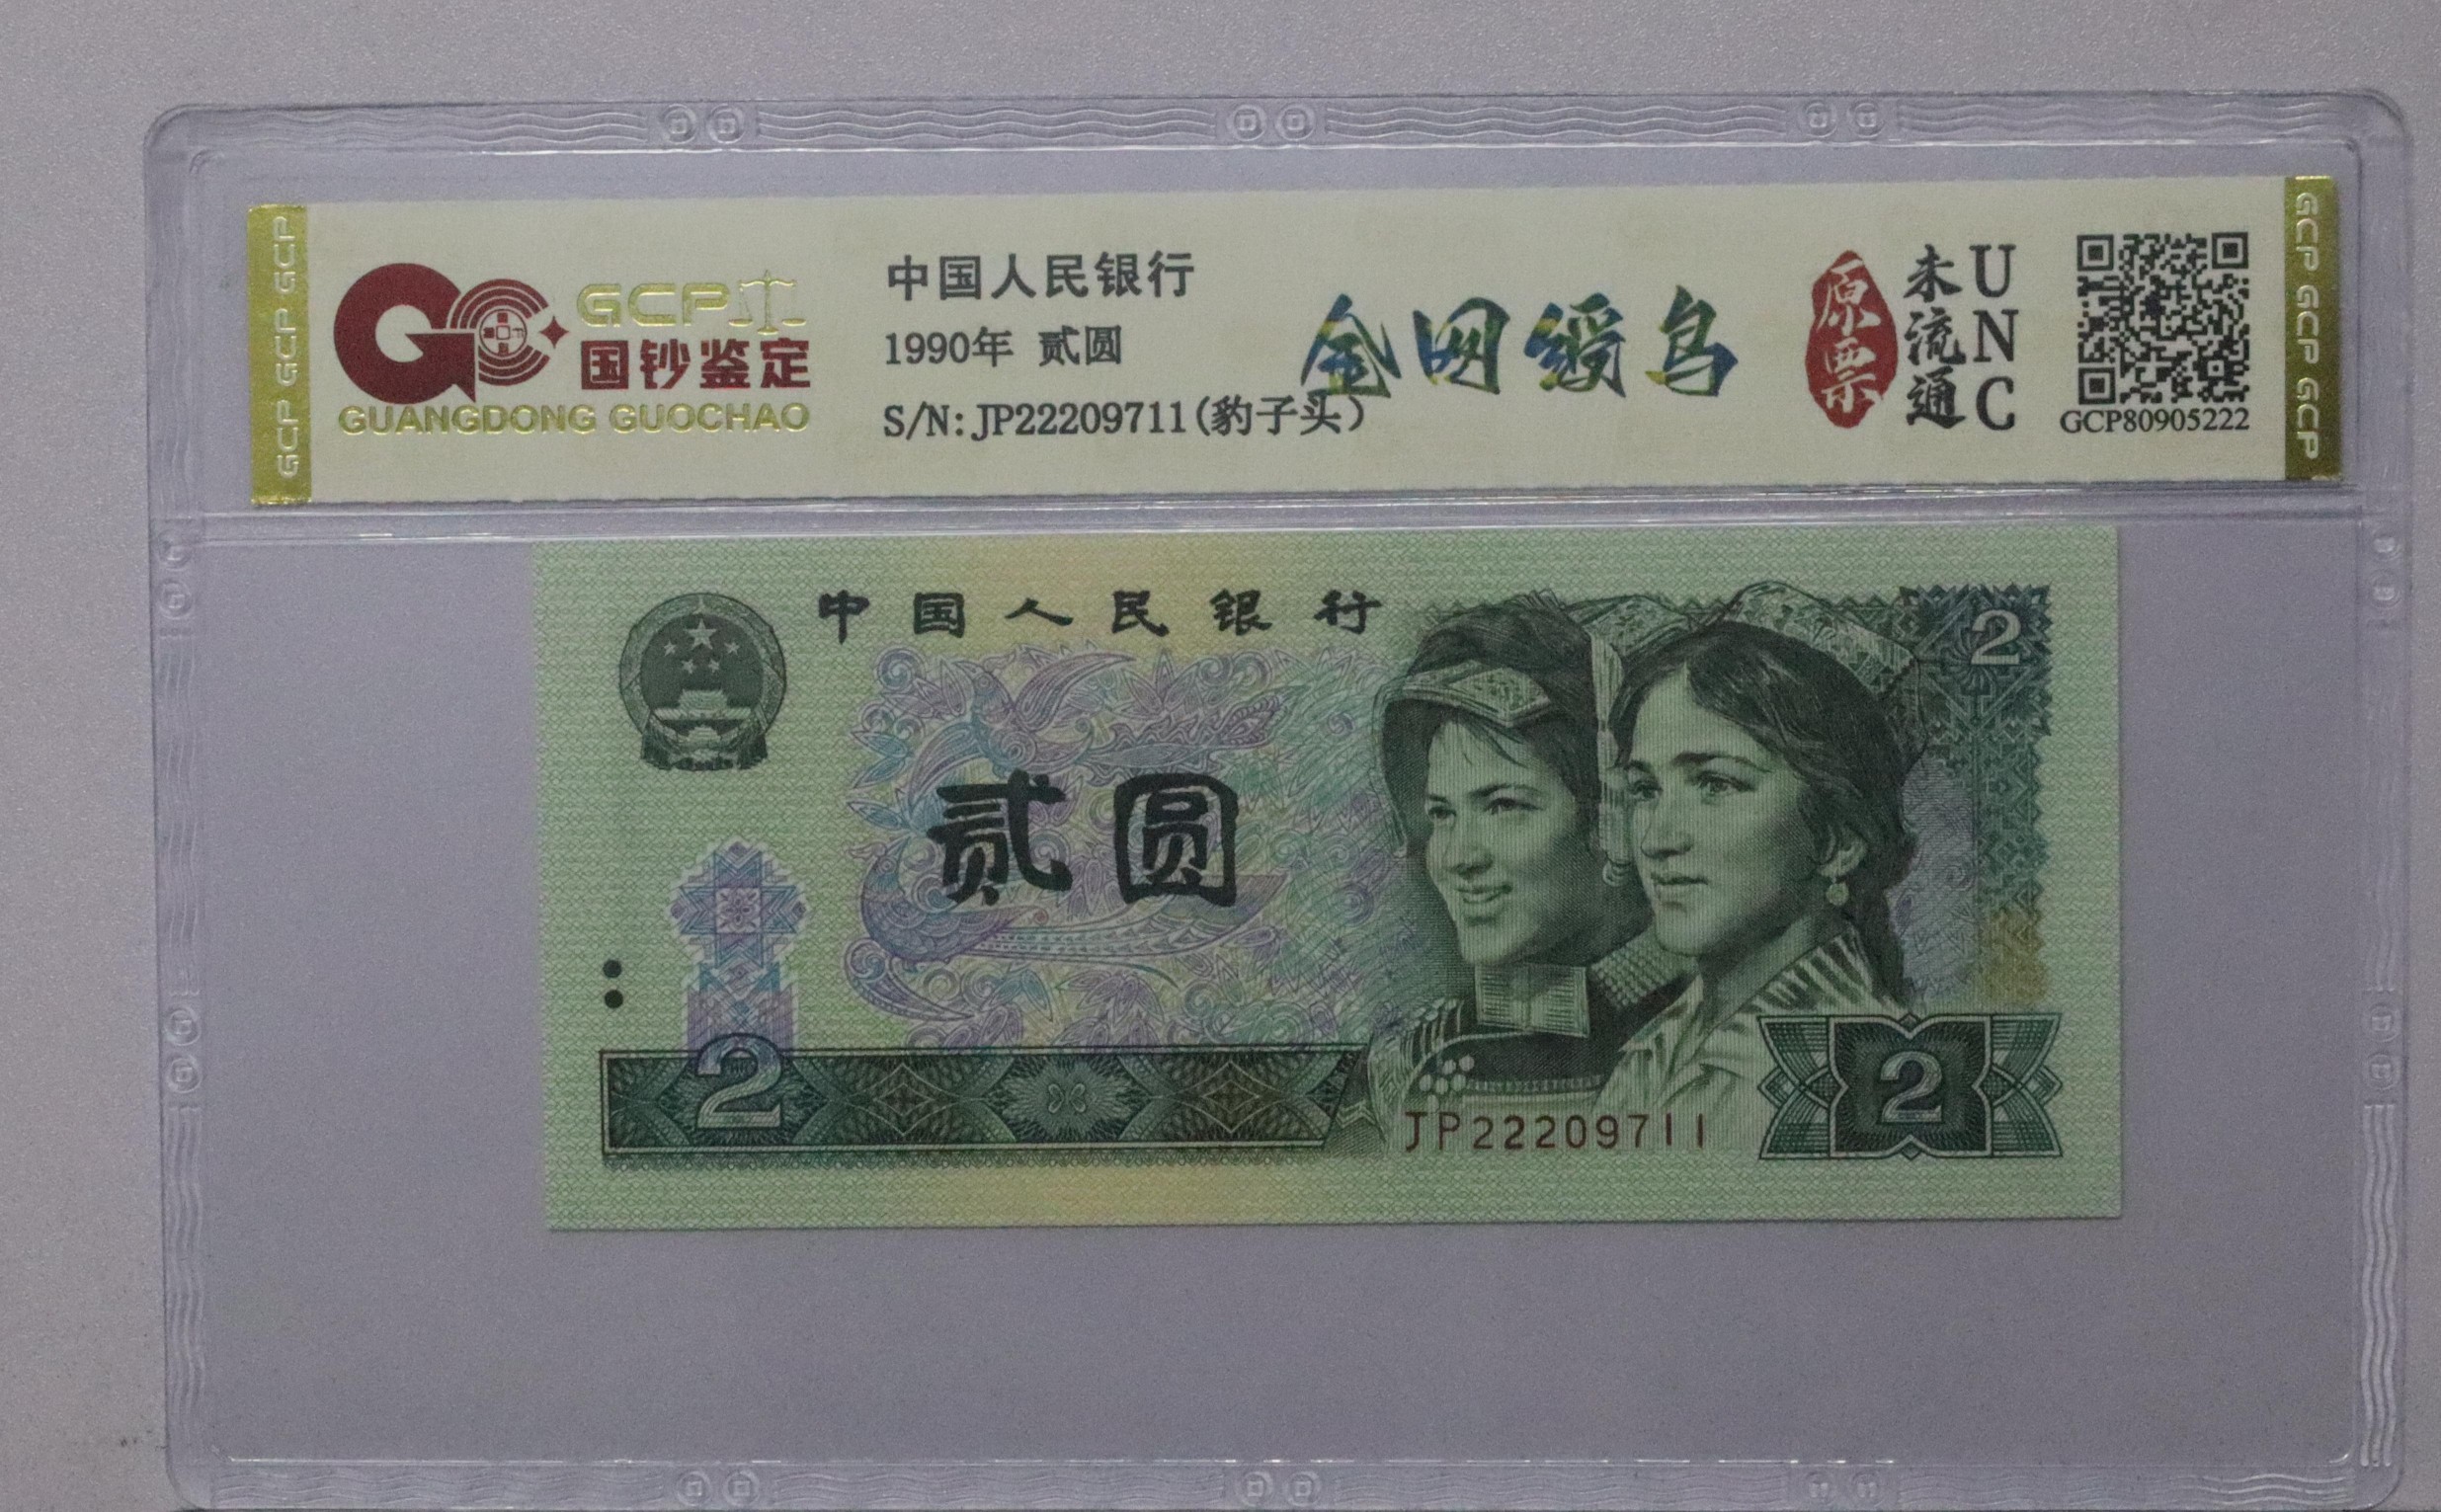 GCP GCP GCP
GCP
国钞鉴定
GUANGDONG GUOCHAO
中国人民银行
1990年 贰圆
S/N: JP22209711(豹子头)
全网绶鸟
原票
未流通
UNC
GCP80905222
GCP GCP GCP
中国人民银行
2
贰圆
2
JP22209711
2